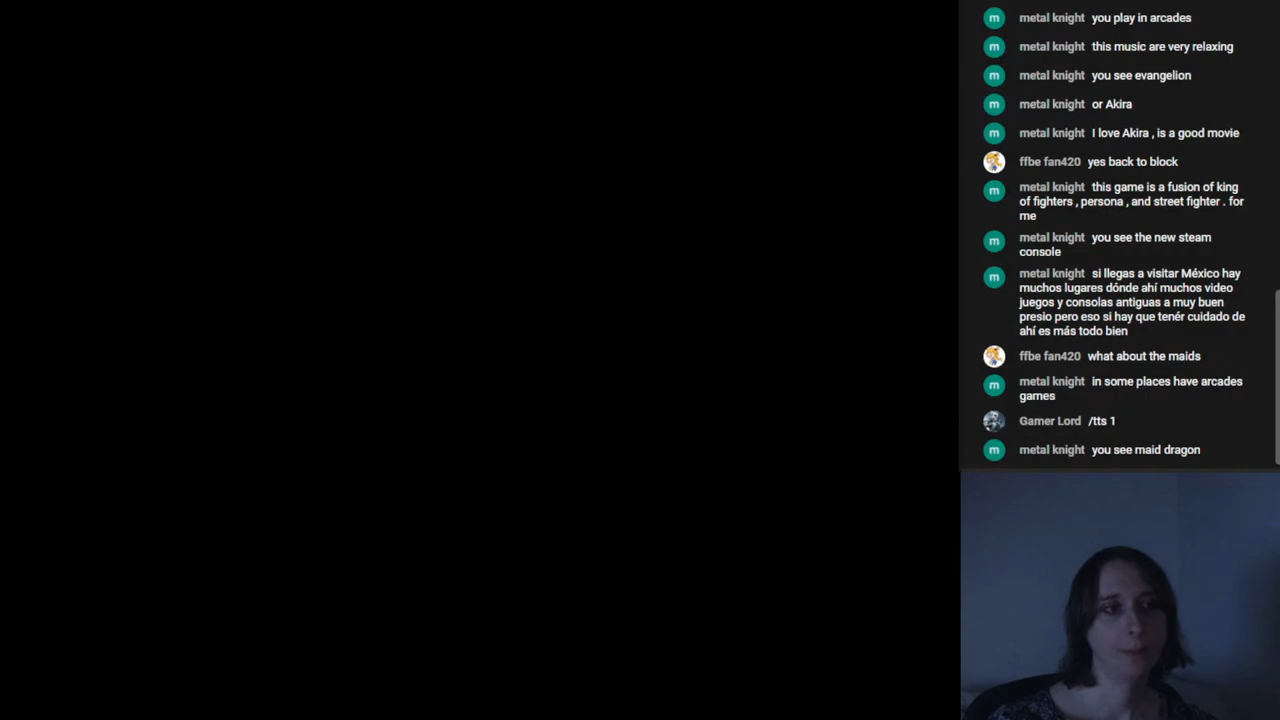 m metal knight you play in arcades
m metal knight this music are very relaxing
m metal knight you see evangelion
m metal knight or Akira
m metal knight I love Akira , is a good movie
ffbe fan420 yes back to block
m metal knight this game is a fusion of king
of fighters , persona , and street fighter . for
me
m metal knight you see the new steam
console
m metal knight si llegas a visitar México hay
muchos lugares dónde ahí muchos video
juegos y consolas antiguas a muy buen
presio pero eso si hay que tenér cuidado de
ahí es más todo bien
ffbe fan420 what about the maids
m metal knight in some places have arcades
games
Gamer Lord /tts 1
m metal knight you see maid dragon